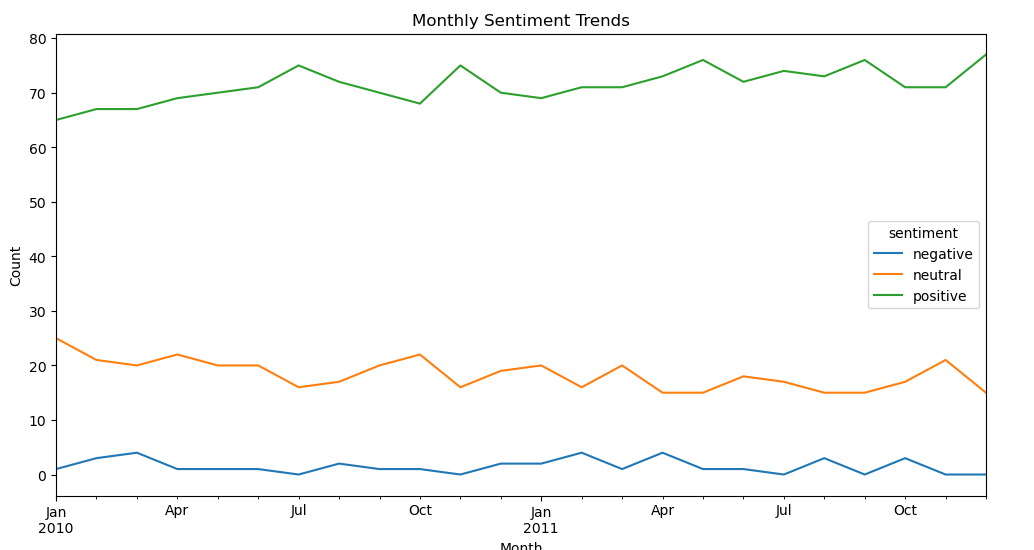 Monthly Sentiment Trends
80
70
60
50
40
30
20
10
0
Count
sentiment
negative
neutral
positive
Jan Apr Jul Oct Jan Apr Jul Oct
2010 2011
Month